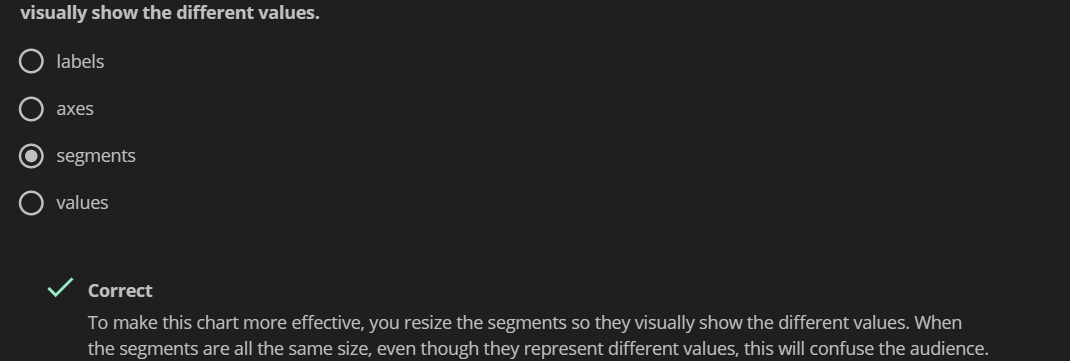 visually show the different values.
labels
axes
segments
values
Correct
To make this chart more effective, you resize the segments so they visually show the different values. When
the segments are all the same size, even though they represent different values, this will confuse the audience.